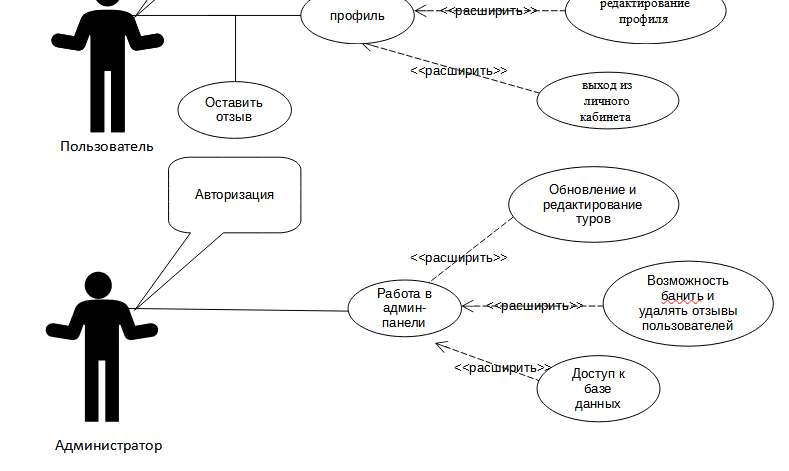 редактирование
профиля
<<расширить>>
профиль
<<расширить>>
выход из
личного
кабинета
Оставить
отзыв
Пользователь
Авторизация
Обновление и
редактирование
туров
<<расширить>>
Работа в
админ-
панели
<<расширить>>
Возможность
банить и
удалять отзывы
пользователей
<<расширить>>
Доступ к
базе
данных
Администратор